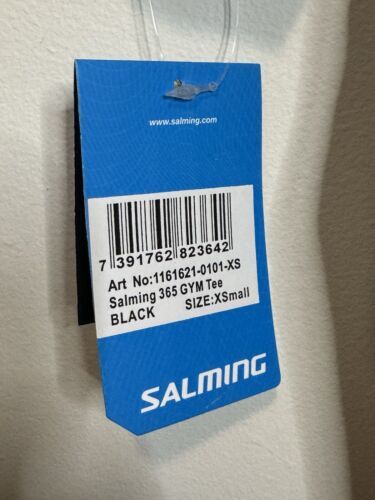 www.salming.com
7 391762 823642
Art No:1161621-0101-XS
Salming 365 GYM Tee
BLACK SIZE:XSmall
SALMING